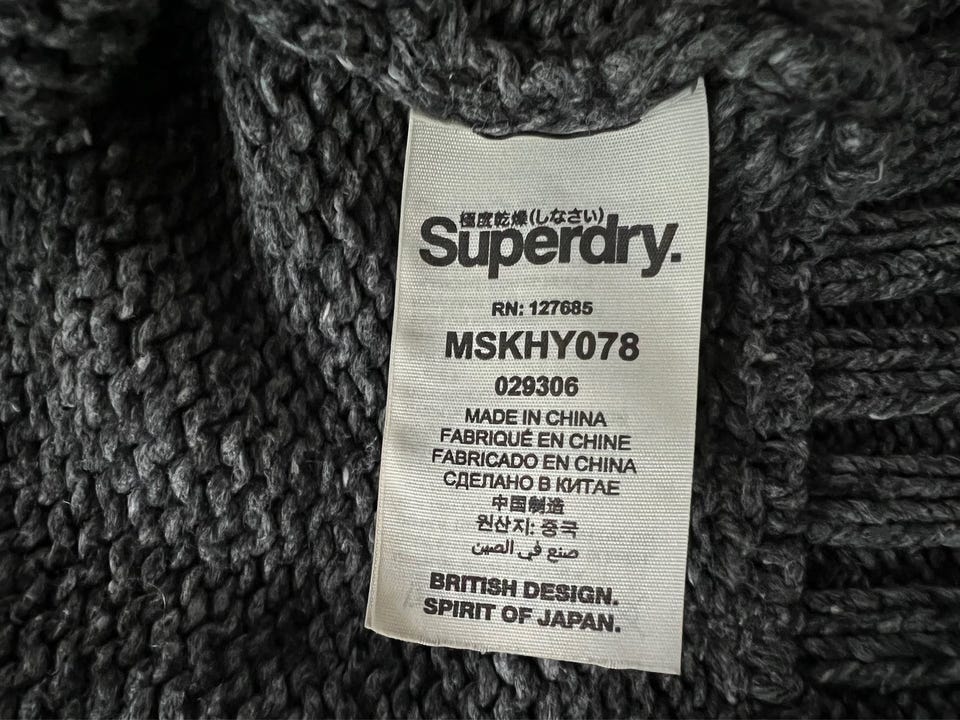 極度乾燥(しなさい)
Superdry.
RN: 127685
MSKHY078
029306
MADE IN CHINA
FABRIQUÉ EN CHINE
FABRICADO EN CHINA
СДЕЛАНО В КИТАЕ
中国制造
원산지: 중국
صنع في الصين
BRITISH DESIGN.
SPIRIT OF JAPAN.